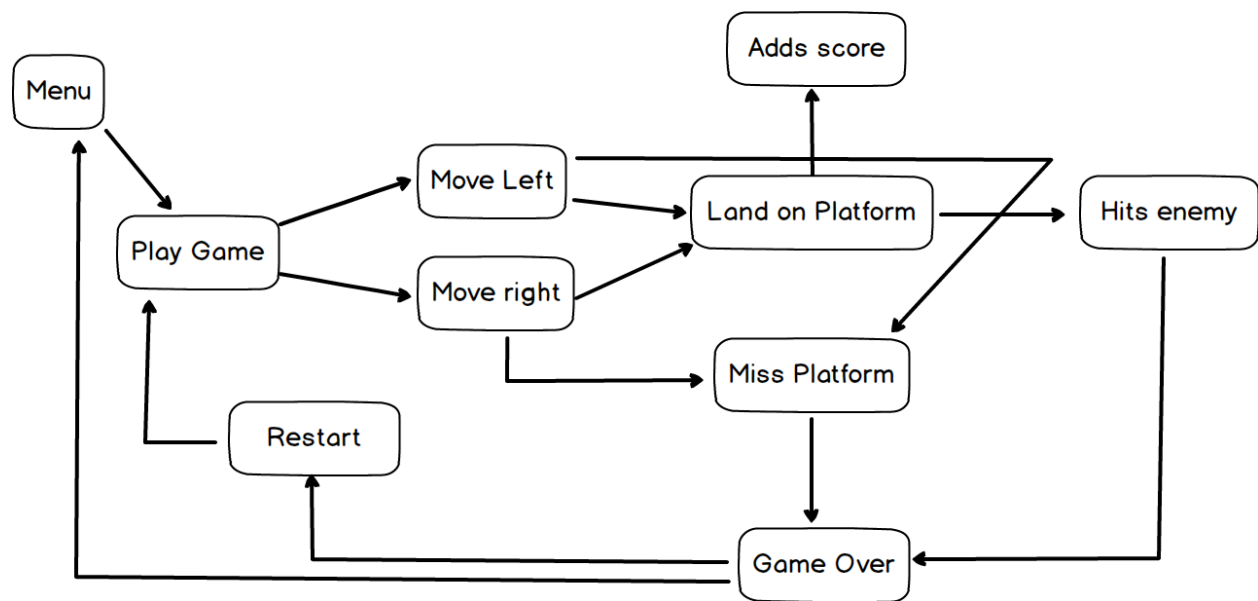 Adds score
Menu
Move Left
Land on Platform
Hits enemy
Play Game
Move right
Miss Platform
Restart
Game Over